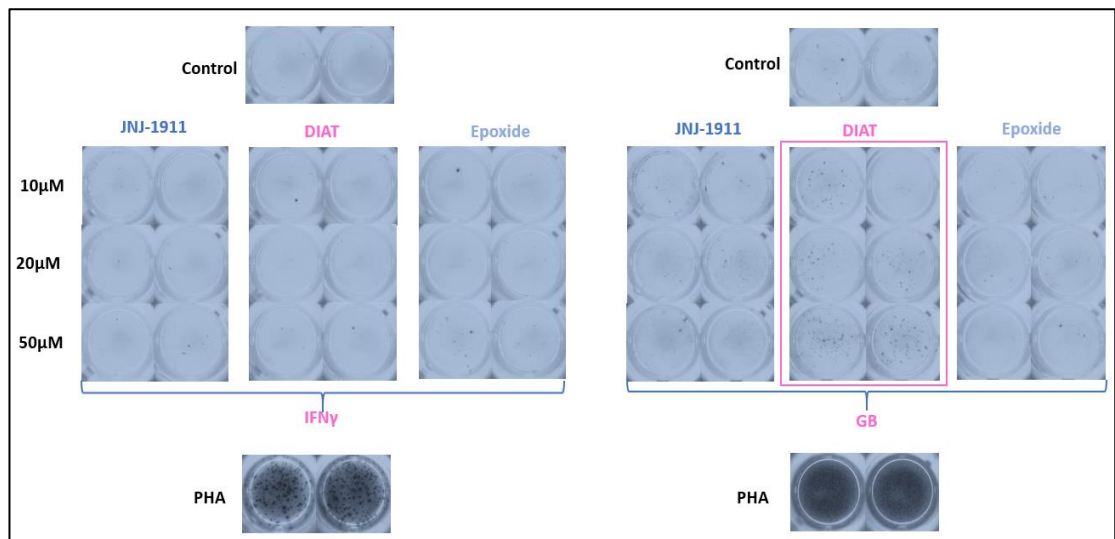 Control
Control
JNJ-1911
DIAT
Epoxide
JNJ-1911
DIAT
Epoxide
10µM
20µM
50µM
IFNγ
GB
PHA
PHA